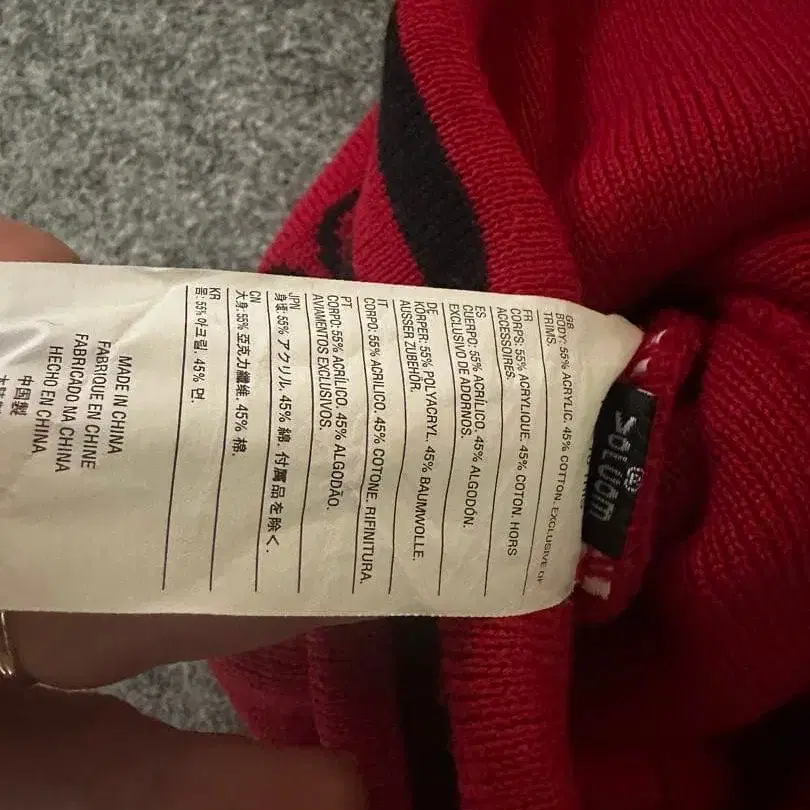 GB
BODY: 55% ACRYLIC. 45% COTTON. EXCLUSIVE OF
TRIMS.
FR
CORPS: 55% ACRYLIQUE. 45% COTON. HORS
ACCESSOIRES.
ES
CUERPO: 55% ACRÍLICO. 45% ALGODÓN.
EXCLUSIVO DE ADORNOS.
DE
KÖRPER: 55% POLYACRYL. 45% BAUMWOLLE.
AUSSER ZUBEHÖR.
IT
CORPO: 55% ACRILICO. 45% COTONE. RIFINITURA.
PT
CORPO: 55% ACRÍLICO. 45% ALGODÃO.
AVIAMENTOS EXCLUSIVOS.
JPN
身頃: 55% アクリル. 45% 綿. 付属品を除く.
CN
大身: 55% 亞克力纖维. 45% 棉.
KR
몸: 55% 아크릴. 45% 면.
MADE IN CHINA
FABRIQUE EN CHINE
FABRICADO NA CHINA
HECHO EN CHINA
中国製